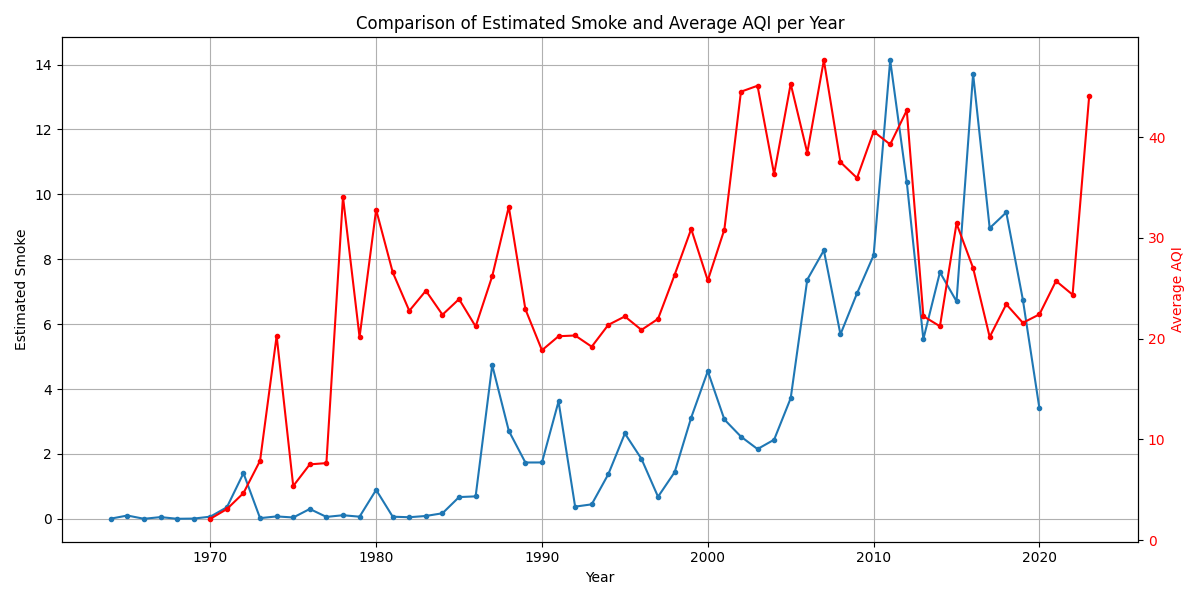 Comparison of Estimated Smoke and Average AQI per Year
Estimated Smoke
14
12
10
8
6
4
2
0
1970 1980 1990 2000 2010 2020
Year
40
30
20
10
0
Average AQI